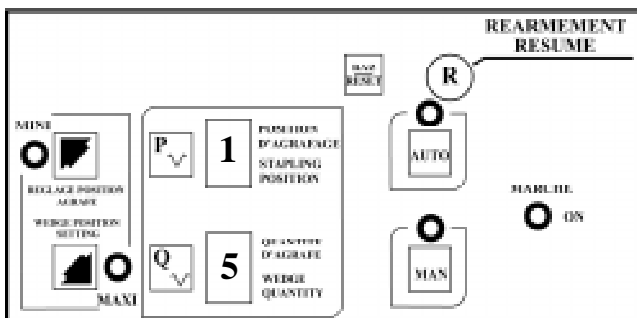 REARMEMENT
RESUME
RAZ
RESET
R
MINI
P
1
POSITION
D'AGRAFAGE
STAPLING
POSITION
AUTO
REGLAGE POSITION
AGRAFE
WEDGE POSITION
SETTING
MARCHE
ON
Q
5
QUANTITE
D'AGRAFE
WEDGE
QUANTITY
MAN
MAXI